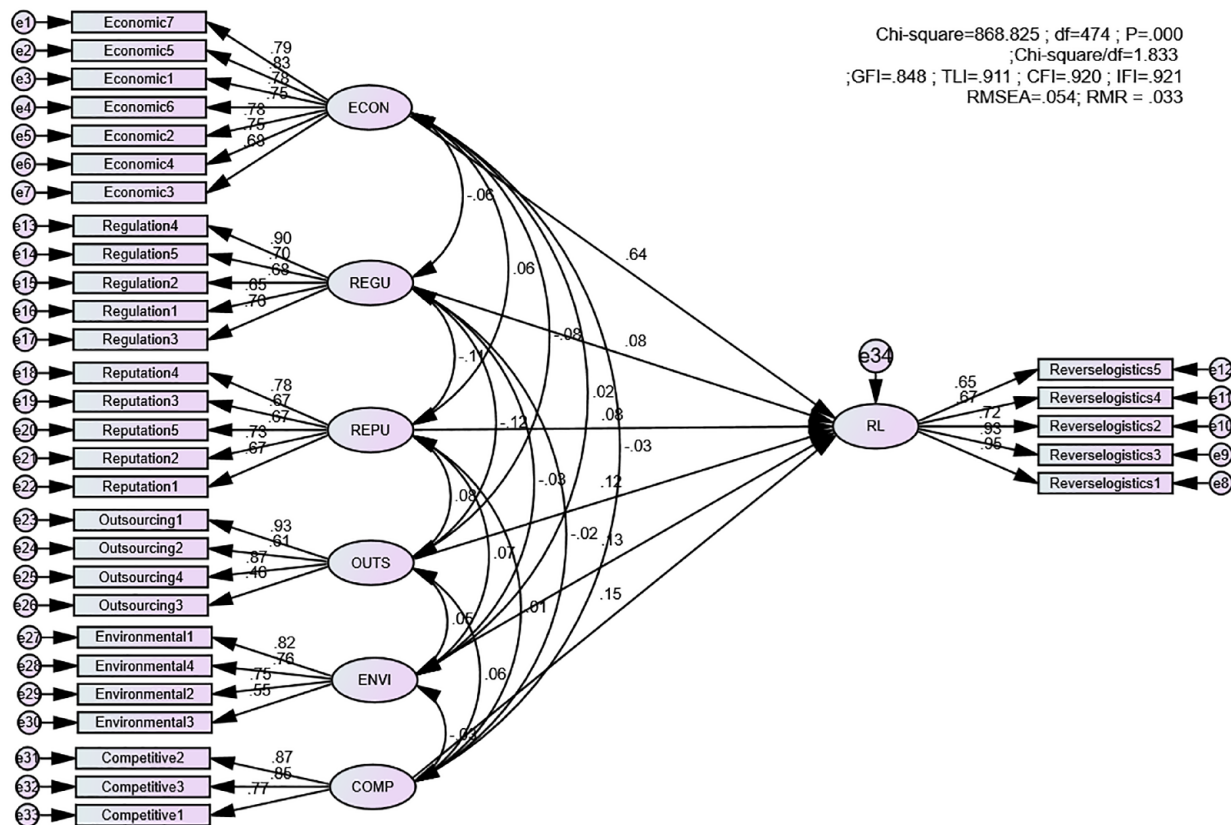 Chi-square=868.825 ; df=474 ; P=.000
;Chi-square/df=1.833
;GFI=.848 ; TLI=.911 ; CFI=.920 ; IFI=.921
RMSEA=.054; RMR = .033
e1 Economic7
e2 Economic5
e3 Economic1
e4 Economic6
e5 Economic2
e6 Economic4
e7 Economic3
.79
.83
.78
.75
.78
.75
.68
ECON
e13 Regulation4
e14 Regulation5
e15 Regulation2
e16 Regulation1
e17 Regulation3
.90
.70
.68
.65
.70
REGU
e18 Reputation4
e19 Reputation3
e20 Reputation5
e21 Reputation2
e22 Reputation1
.78
.67
.67
.73
.67
REPU
e23 Outsourcing1
e24 Outsourcing2
e25 Outsourcing4
e26 Outsourcing3
.93
.61
.87
.46
OUTS
e27 Environmental1
e28 Environmental4
e29 Environmental2
e30 Environmental3
.82
.76
.75
.55
ENVI
e31 Competitive2
e32 Competitive3
e33 Competitive1
.87
.85
.77
COMP
-.06
.06
-.08
.02
-.03
-.11
-.12
-.03
-.02
.08
.07
.01
.05
.06
-.03
.64
.08
.08
.12
.13
.15
e34
RL
.65
.67
.72
.93
.95
Reverselogistics5 e12
Reverselogistics4 e11
Reverselogistics2 e10
Reverselogistics3 e9
Reverselogistics1 e8